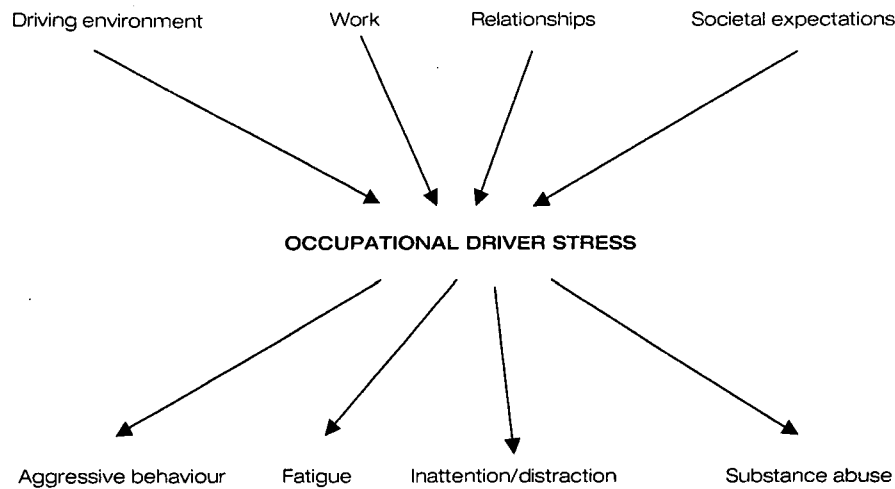 Driving environment Work Relationships Societal expectations
OCCUPATIONAL DRIVER STRESS
Aggressive behaviour Fatigue Inattention/distraction Substance abuse